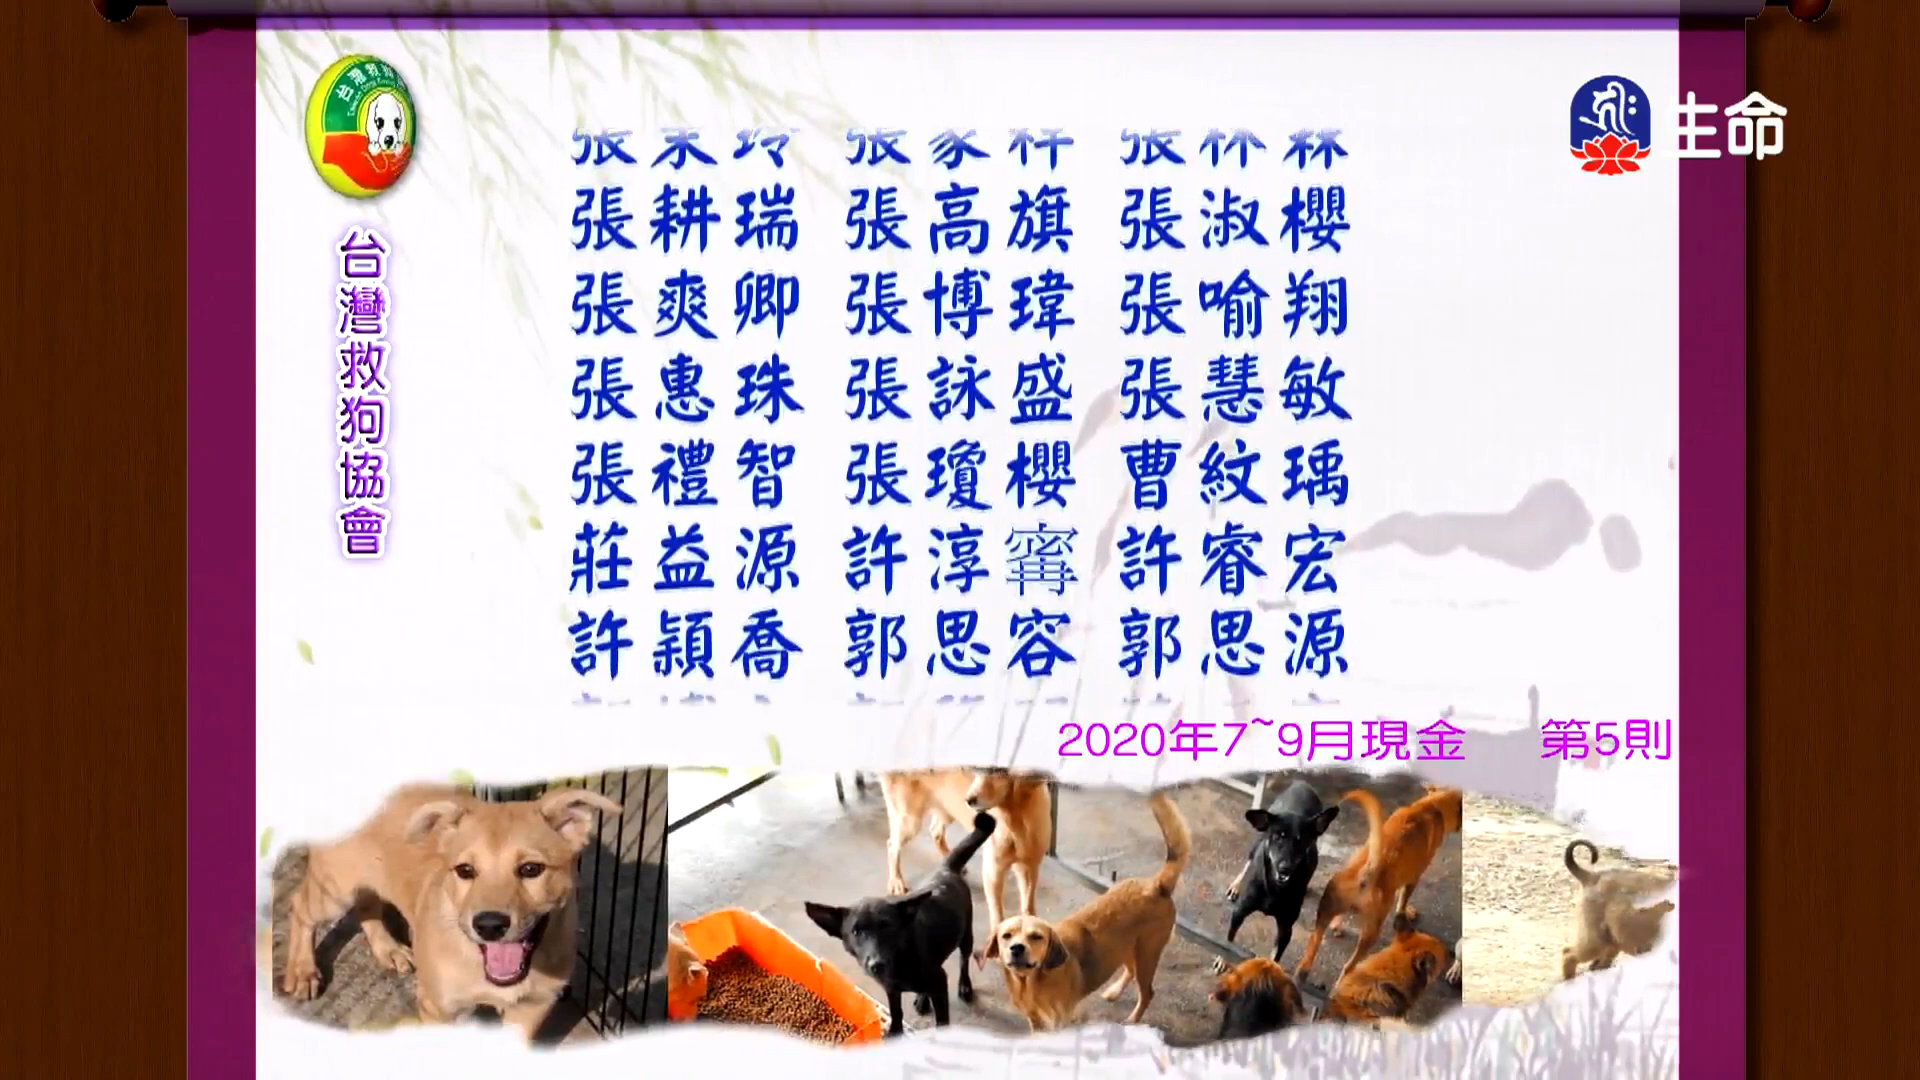 生命
台灣救狗協會
張耕瑞 張高旗 張淑櫻
張爽卿 張博瑋 張喻翔
張惠珠 張詠盛 張慧敏
張禮智 張瓊櫻 曹紋瑀
莊益源 許淳寗 許睿宏
許穎喬 郭思容 郭思源
2020年7~9月現金 第5則